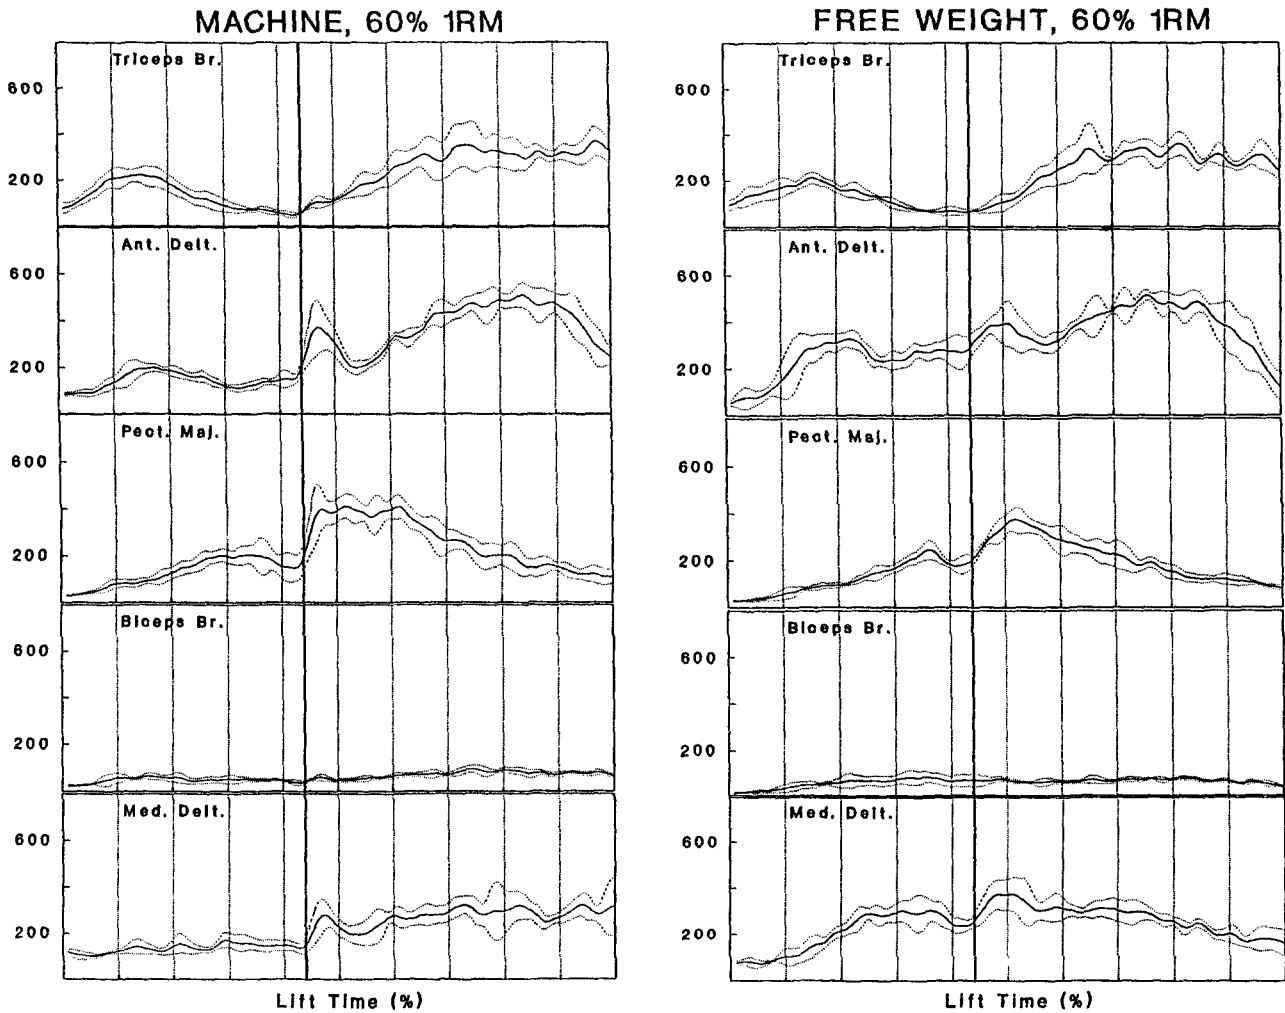 MACHINE, 60% 1RM
Triceps Br.
600
200
Ant. Delt.
600
200
Pect. Maj.
600
200
Biceps Br.
600
200
Med. Delt.
600
200
Lift Time (%)
FREE WEIGHT, 60% 1RM
Triceps Br.
600
200
Ant. Delt.
600
200
Pect. Maj.
600
200
Biceps Br.
600
200
Med. Delt.
600
200
Lift Time (%)